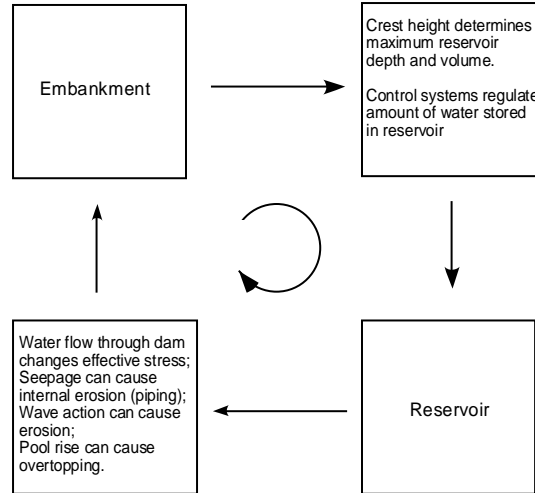 Embankment
Crest height determines
maximum reservoir
depth and volume.
Control systems regulate
amount of water stored
in reservoir
Water flow through dam
changes effective stress;
Seepage can cause
internal erosion (piping);
Wave action can cause
erosion;
Pool rise can cause
overtopping.
Reservoir